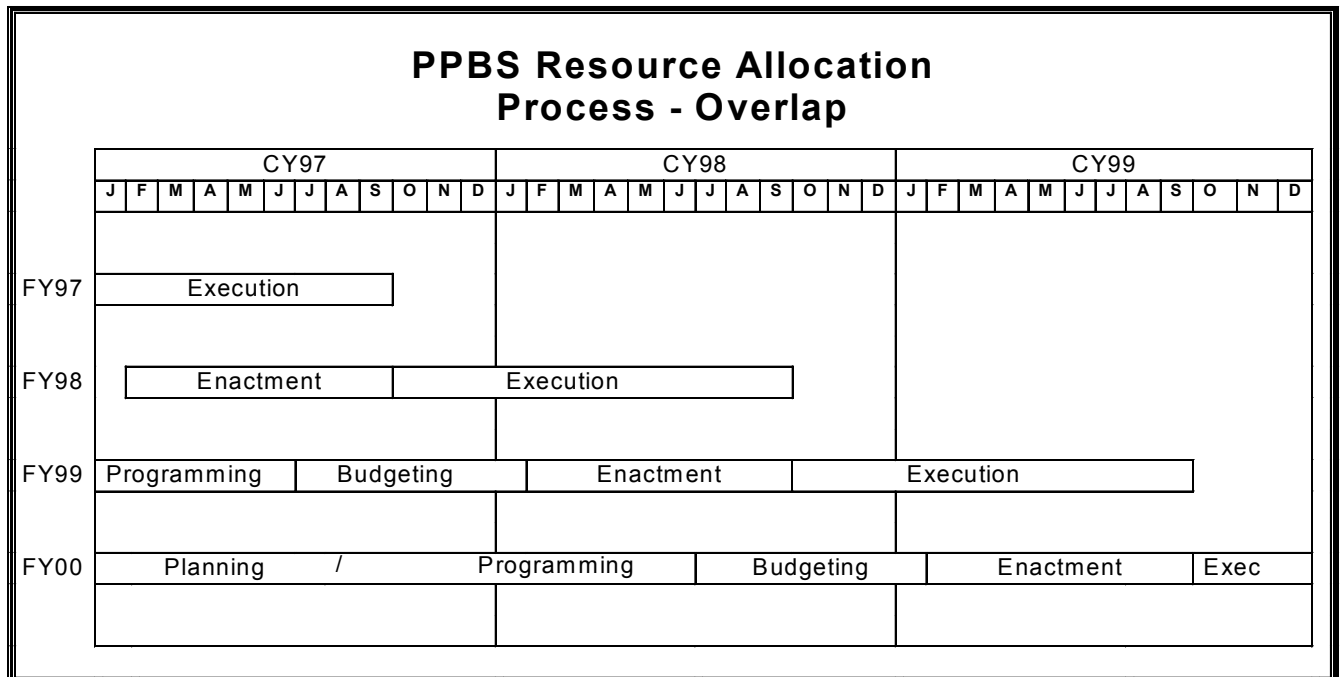 PPBS Resource Allocation
Process - Overlap
CY97 CY98 CY99
J F M A M J J A S O N D J F M A M J J A S O N D J F M A M J J A S O N D
FY97 Execution
FY98 Enactment Execution
FY99 Programming Budgeting Enactment Execution
FY00 Planning / Programming Budgeting Enactment Exec